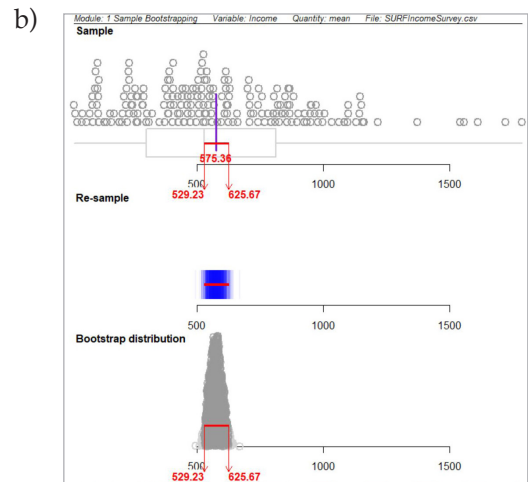 b)
Module: 1 Sample Bootstrapping Variable: Income Quantity: mean File: SURFIncomeSurvey.csv
Sample
575.36
500 1000 1500
529.23 625.67
Re-sample
500 1000 1500
Bootstrap distribution
500 1000 1500
529.23 625.67